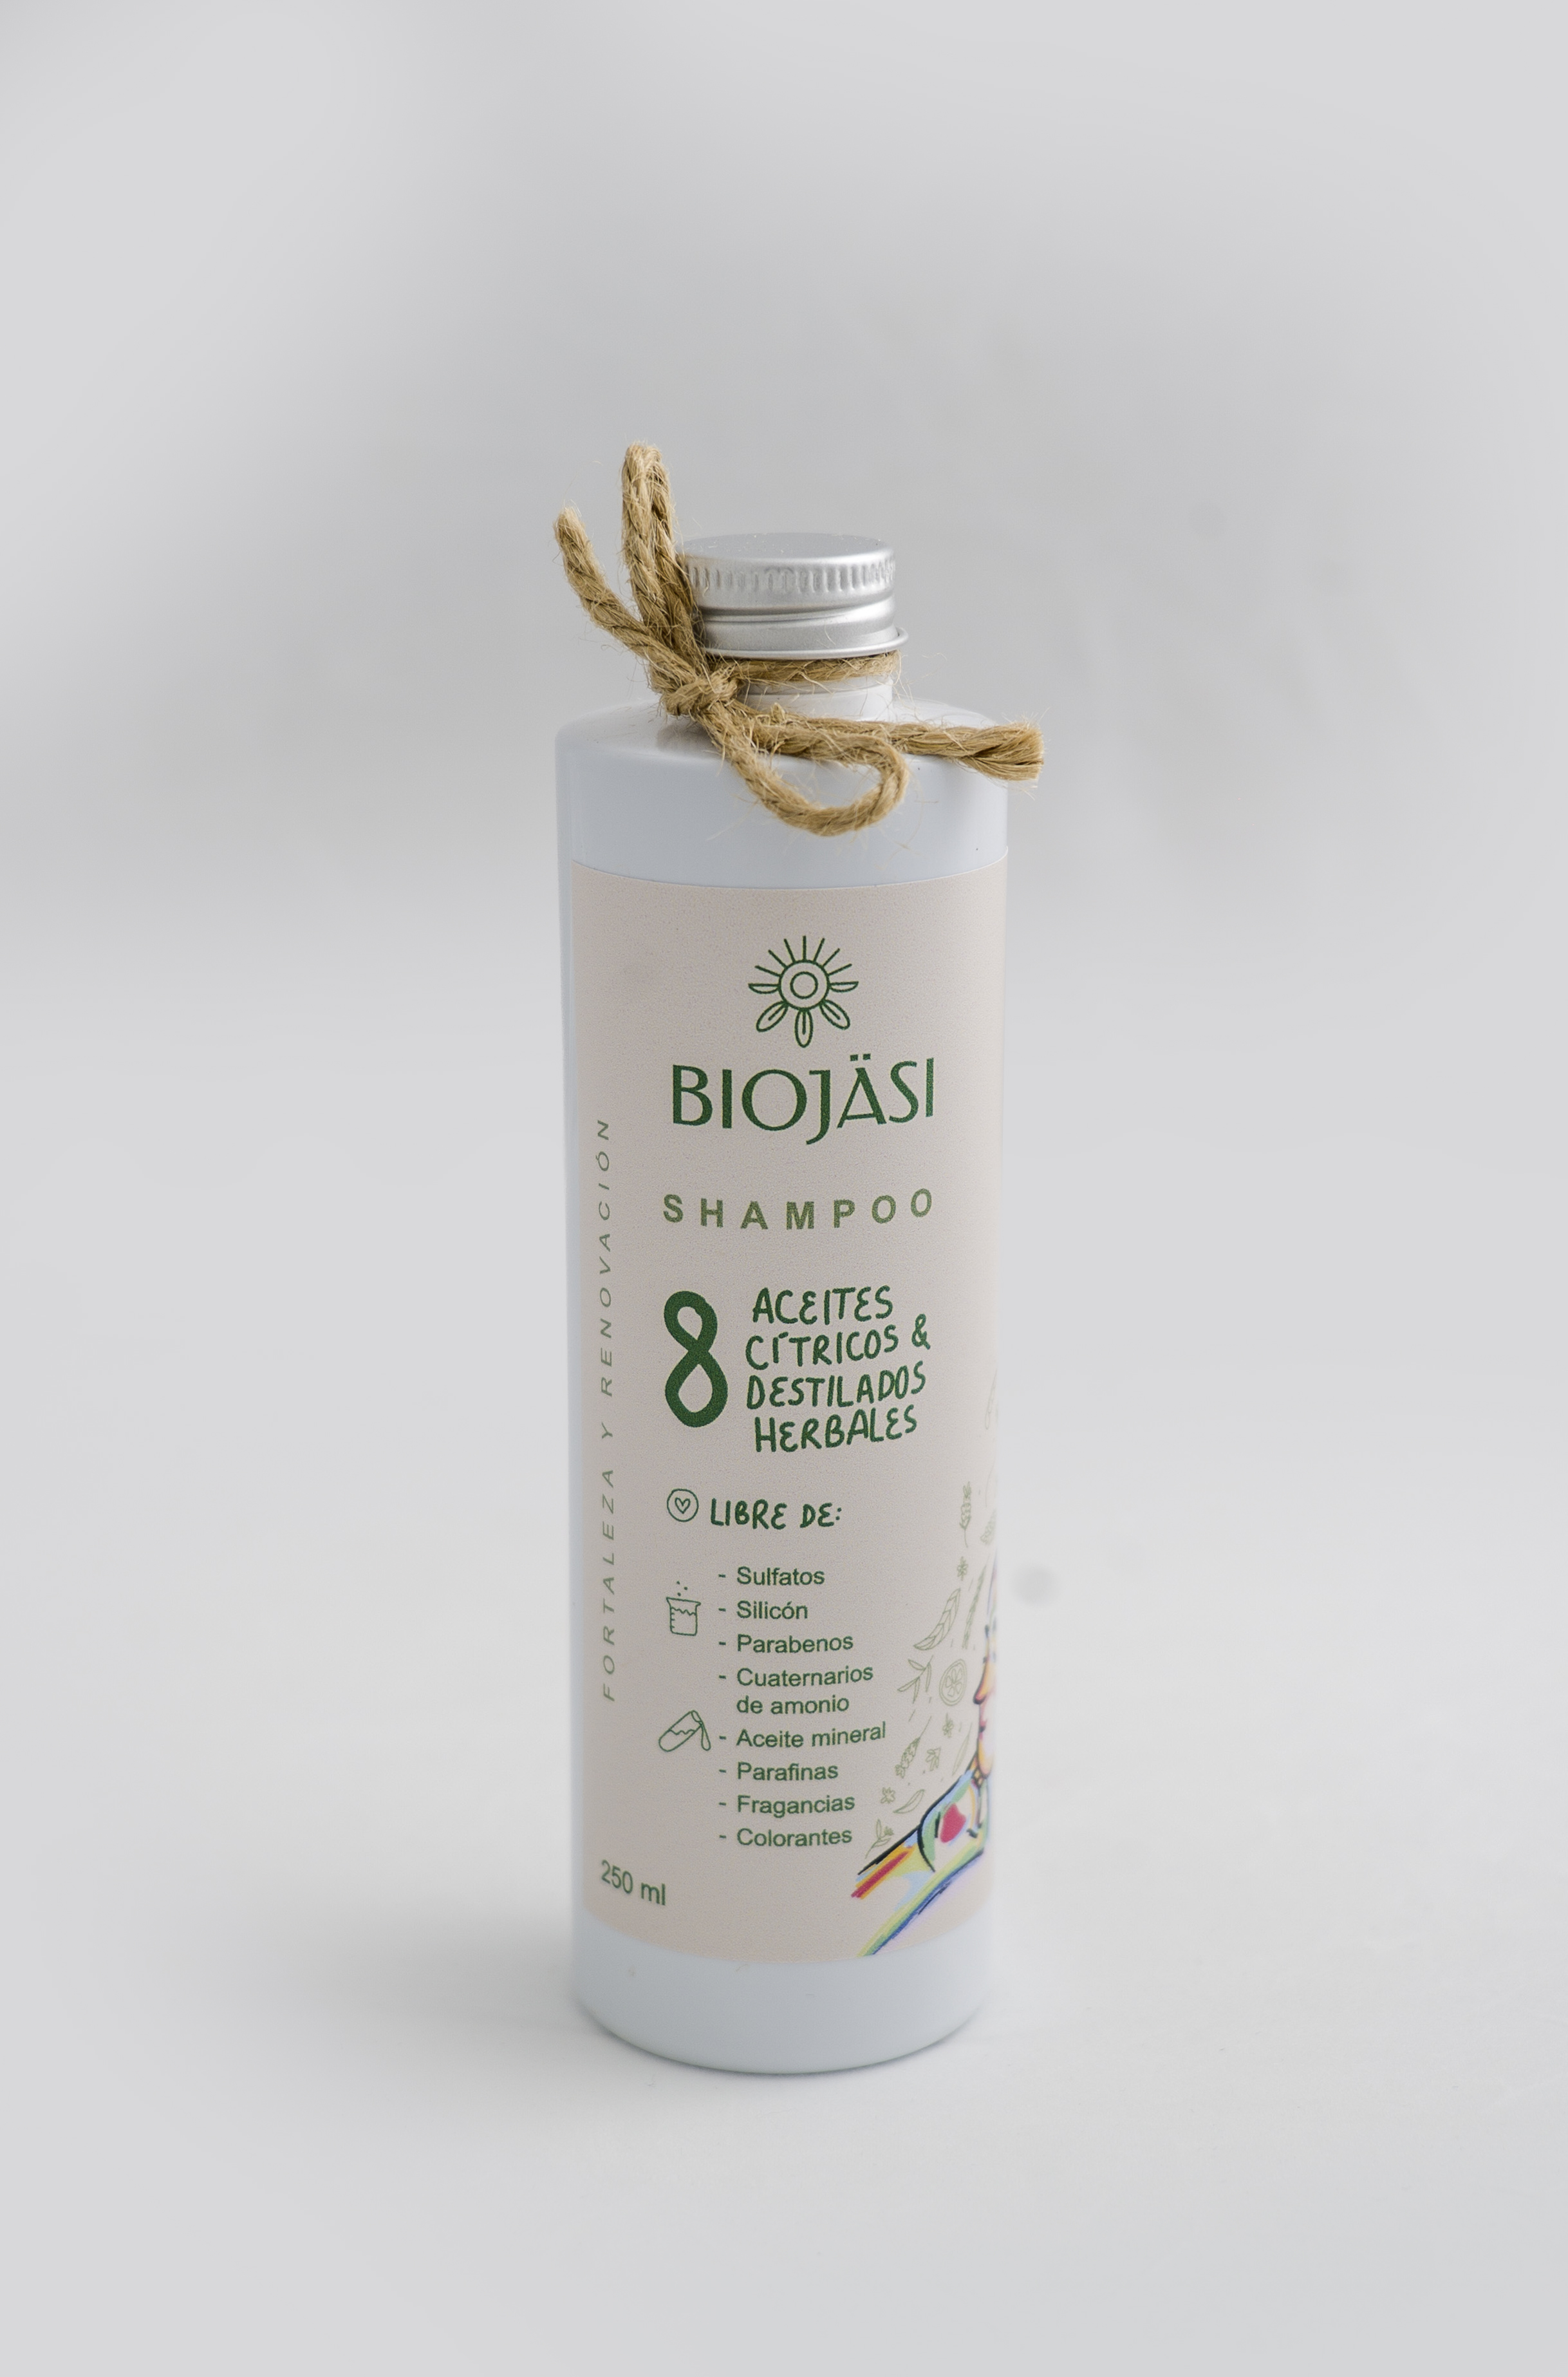 BIOJÄSI
SHAMPOO
8
ACEITES
CÍTRICOS &
DESTILADOS
HERBALES
LIBRE DE:
- Sulfatos
- Silicón
- Parabenos
- Cuaternarios
de amonio
- Aceite mineral
- Parafinas
- Fragancias
- Colorantes
250 ml
FORTALEZA Y RENOVACIÓN